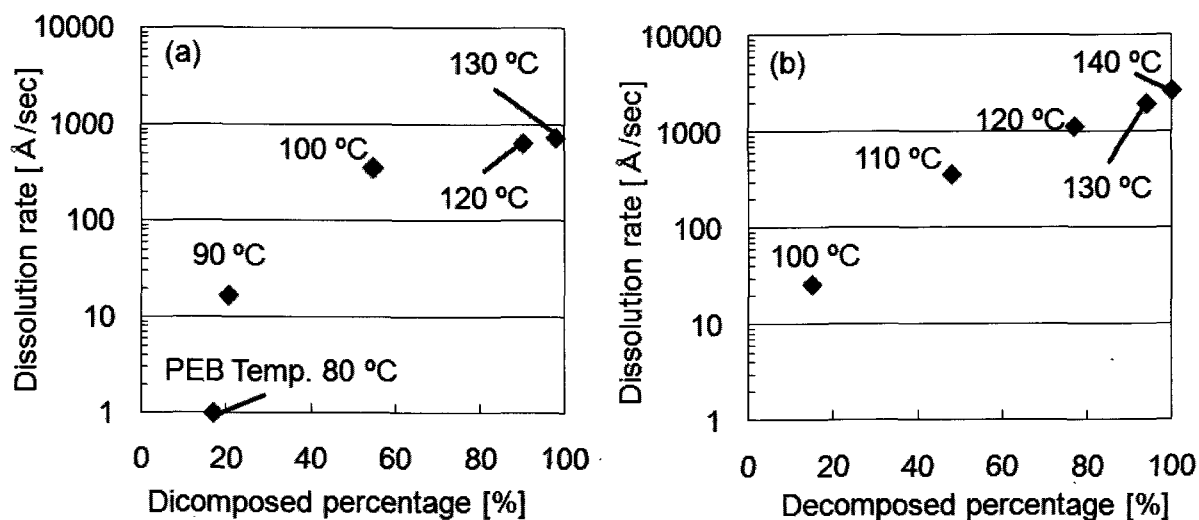 (a)
Dissolution rate [ Å/sec]
10000
1000
100
10
1
130 ºC
100 ºC
120 ºC
90 ºC
PEB Temp. 80 ºC
0 20 40 60 80 100
Dicomposed percentage [%]
(b)
Dissolution rate [ Å/sec]
10000
1000
100
10
1
140 ºC
120 ºC
110 ºC
130 ºC
100 ºC
0 20 40 60 80 100
Decomposed percentage [%]